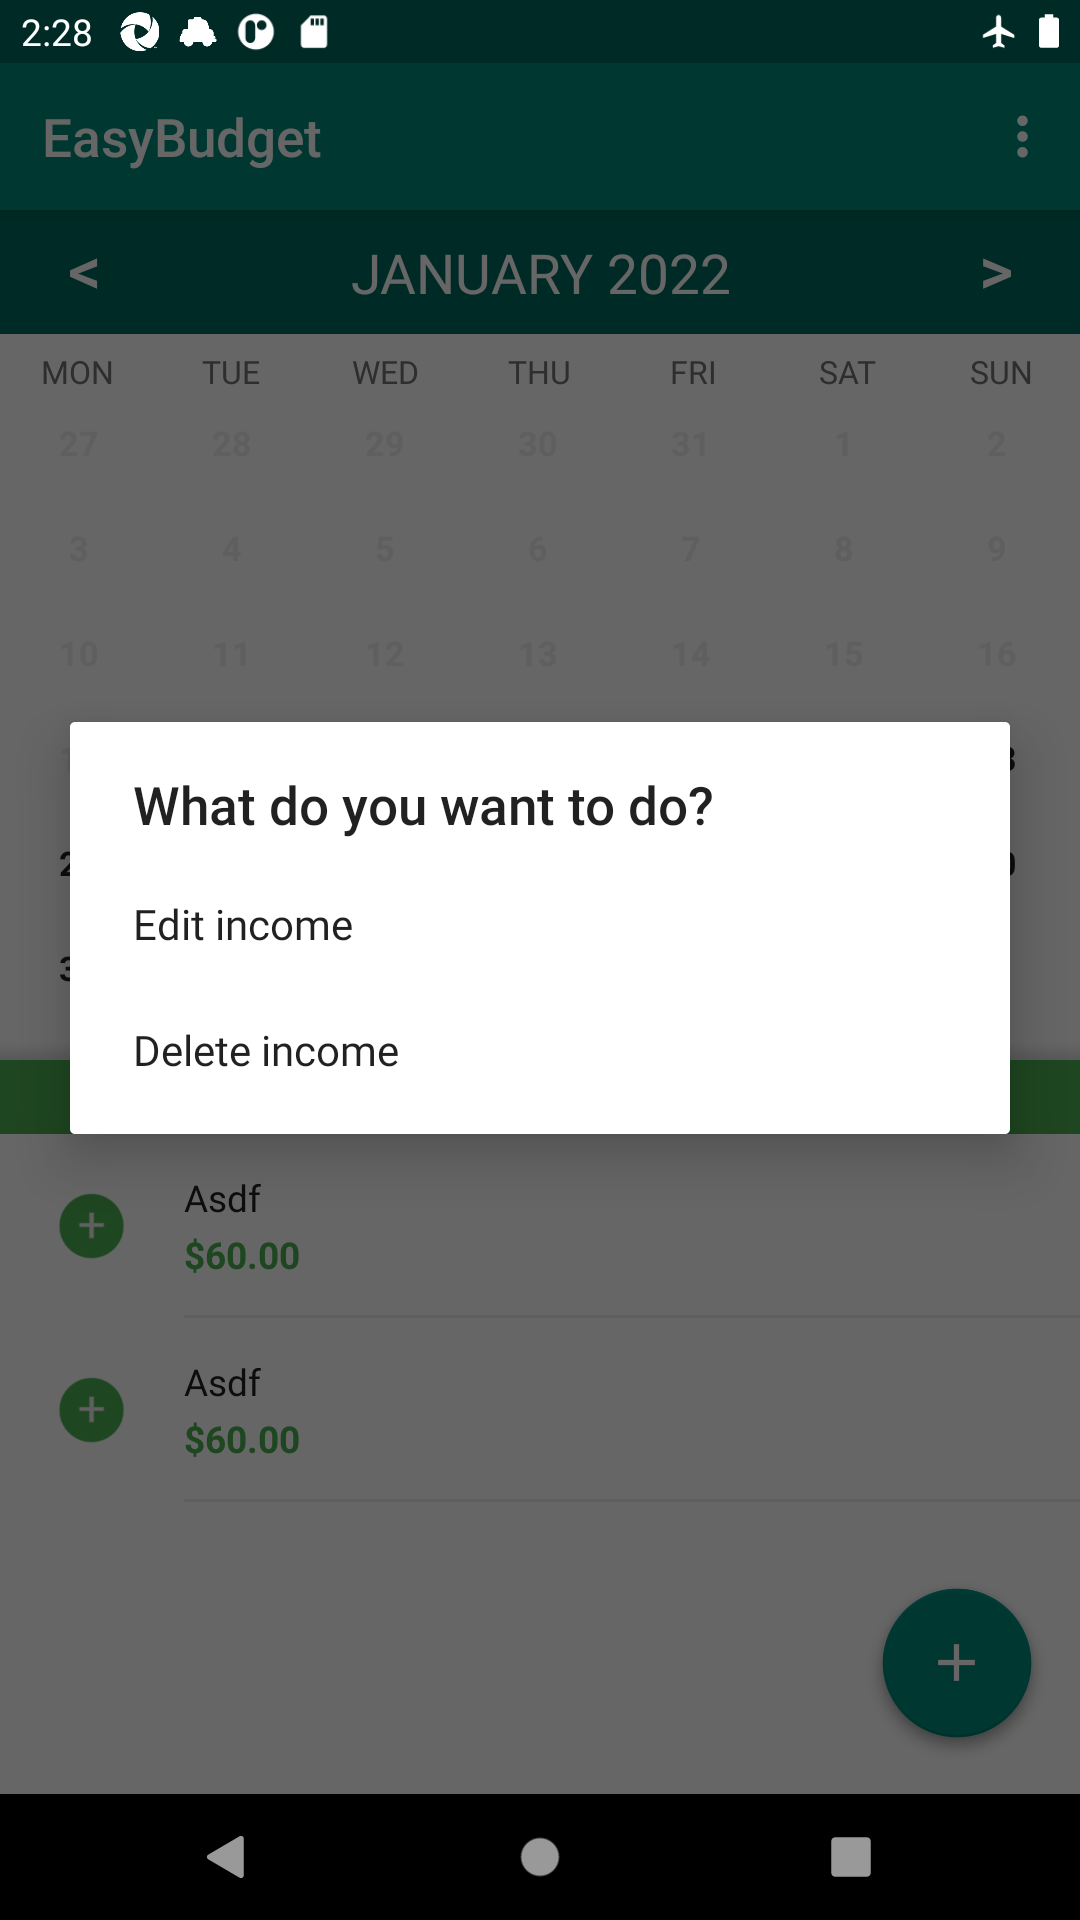 2:28
EasyBudget
< JANUARY 2022 >
MON TUE WED THU FRI SAT SUN
27 28 29 30 31 1 2
3 4 5 6 7 8 9
10 11 12 13 14 15 16
What do you want to do?
Edit income
Delete income
Asdf
$60.00
Asdf
$60.00
+